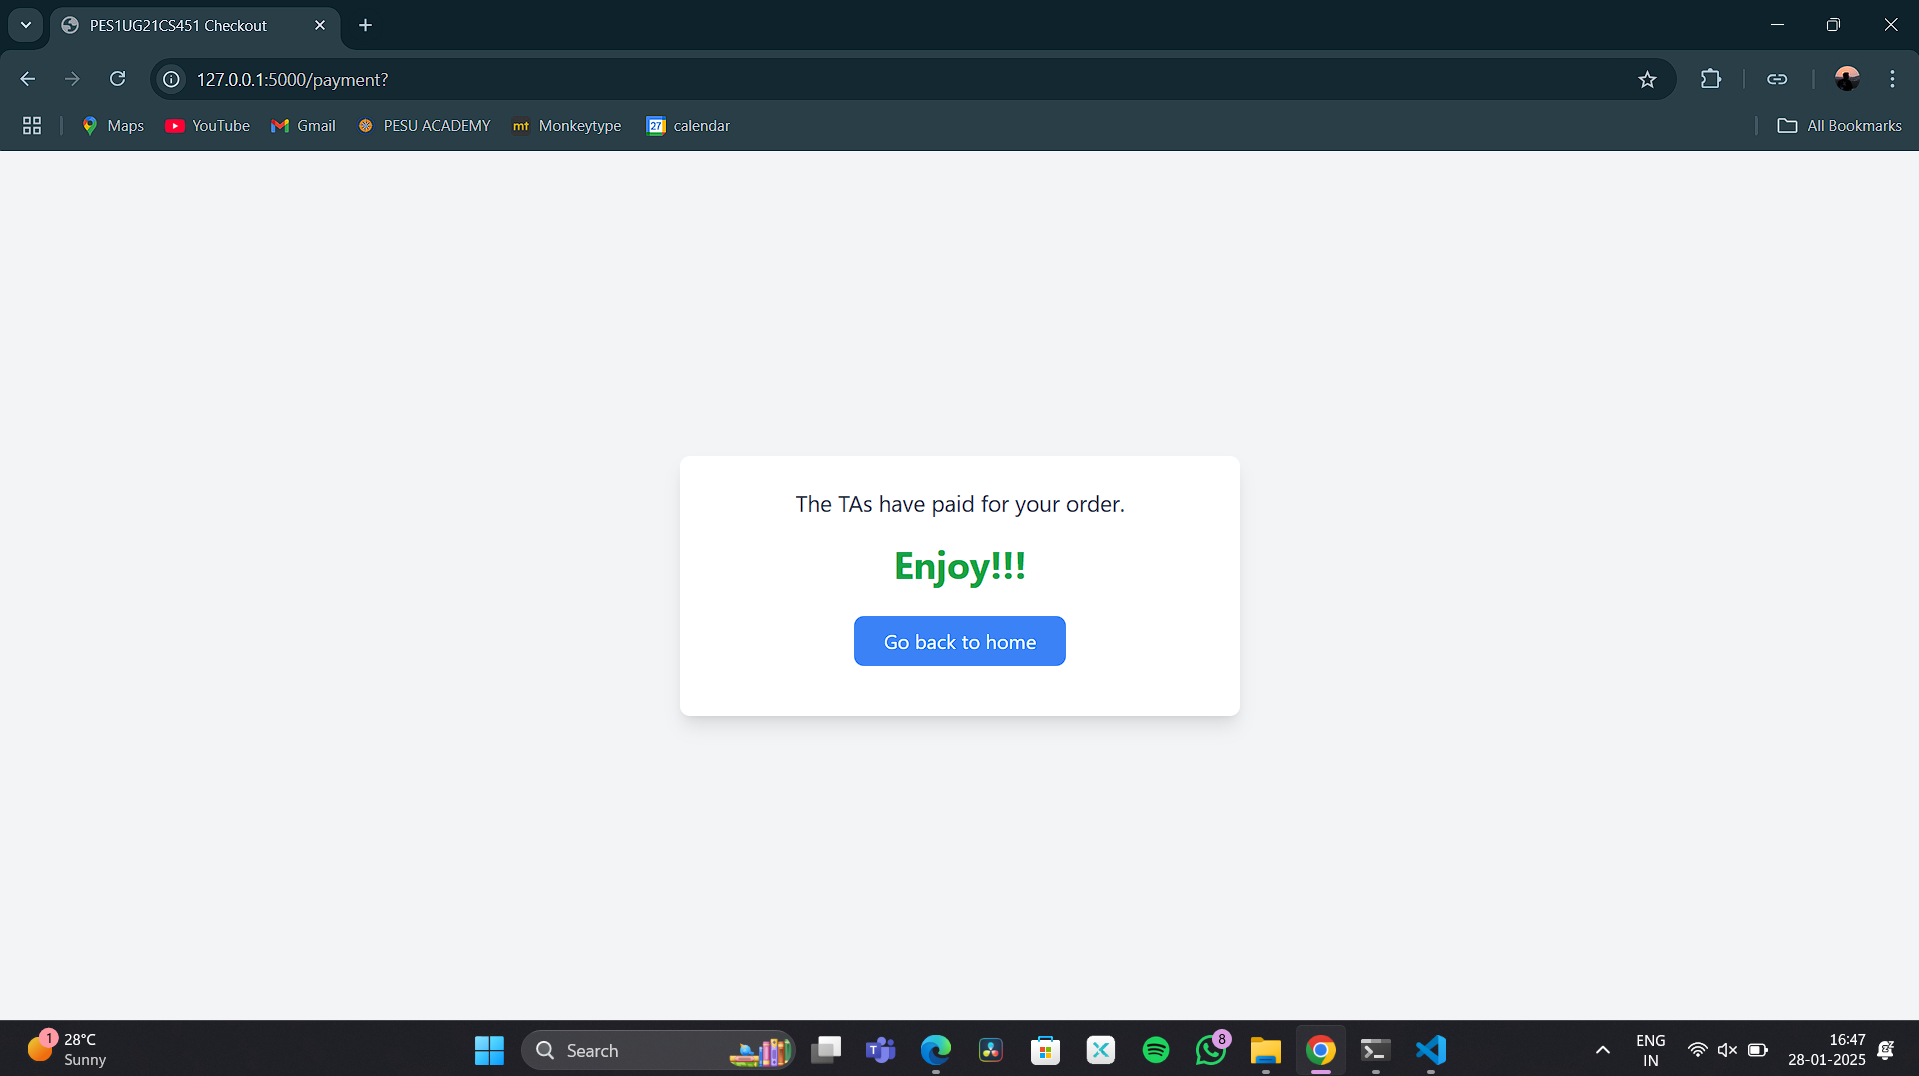 PES1UG21CS451 Checkout
127.0.0.1:5000/payment?
Maps
YouTube
Gmail
PESU ACADEMY
mt
Monkeytype
27
calendar
All Bookmarks
The TAs have paid for your order.
Enjoy!!!
Go back to home
1
28°C
Sunny
Search
8
ENG
IN
16:47
28-01-2025